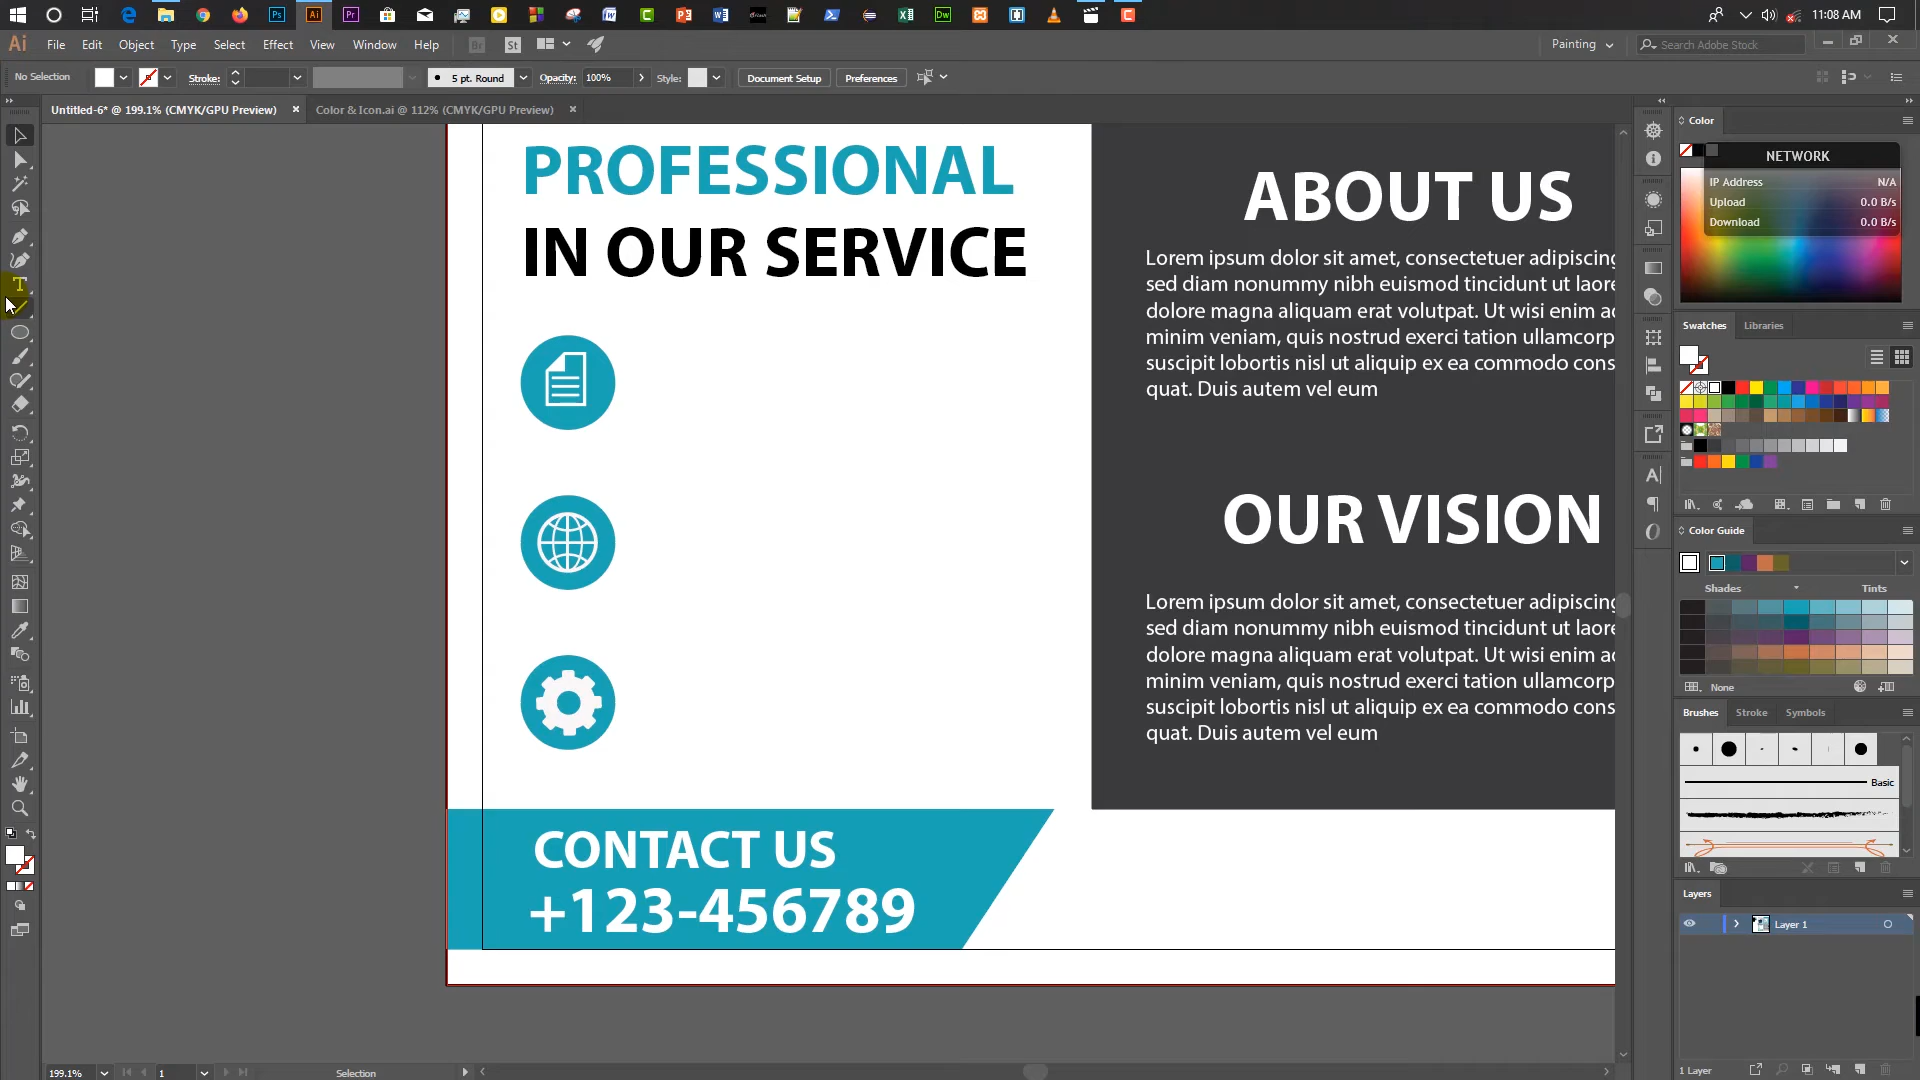 11:08 AM
Ai File Edit Object Type Select Effect View Window Help Br St Painting Search Adobe Stock
No Selection Stroke: 5 pt. Round Opacity: 100% Style: Document Setup Preferences
Untitled-6* @ 199.1% (CMYK/GPU Preview) × Color & Icon.ai @ 112% (CMYK/GPU Preview) ×
PROFESSIONAL
IN OUR SERVICE
CONTACT US
+123-456789
ABOUT US
Lorem ipsum dolor sit amet, consectetuer adipiscing
sed diam nonummy nibh euismod tincidunt ut laore
dolore magna aliquam erat volutpat. Ut wisi enim ad
minim veniam, quis nostrud exerci tation ullamcorp
suscipit lobortis nisl ut aliquip ex ea commodo cons
quat. Duis autem vel eum
OUR VISION
Lorem ipsum dolor sit amet, consectetuer adipiscing
sed diam nonummy nibh euismod tincidunt ut laore
dolore magna aliquam erat volutpat. Ut wisi enim ad
minim veniam, quis nostrud exerci tation ullamcorp
suscipit lobortis nisl ut aliquip ex ea commodo cons
quat. Duis autem vel eum
Color
NETWORK
IP Address N/A
Upload 0.0 B/s
Download 0.0 B/s
Swatches Libraries
Color Guide
Shades Tints
None
Brushes Stroke Symbols
Basic
Layers
Layer 1
1 Layer
199.1% 1 Selection